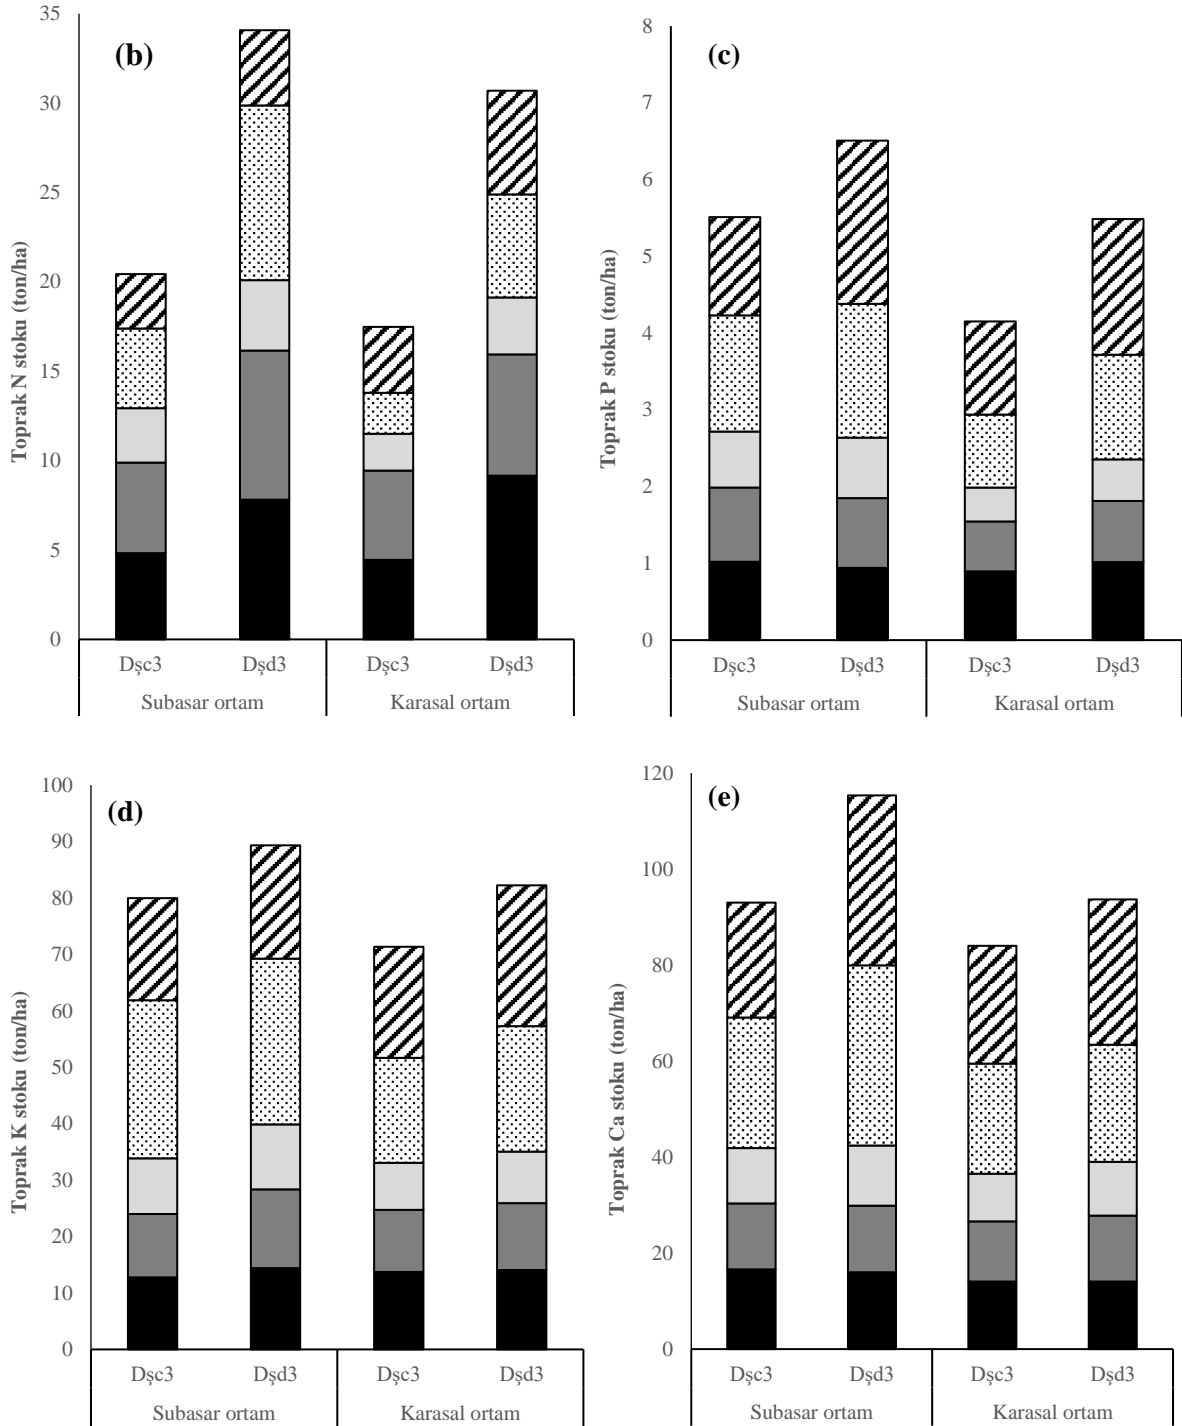 (b)
Toprak N stoku (ton/ha)
35
30
25
20
15
10
5
0
Dşc3 Dşd3 Dşc3 Dşd3
Subasar ortam Karasal ortam
(c)
Toprak P stoku (ton/ha)
8
7
6
5
4
3
2
1
0
Dşc3 Dşd3 Dşc3 Dşd3
Subasar ortam Karasal ortam
(d)
Toprak K stoku (ton/ha)
100
90
80
70
60
50
40
30
20
10
0
Dşc3 Dşd3 Dşc3 Dşd3
Subasar ortam Karasal ortam
(e)
Toprak Ca stoku (ton/ha)
120
100
80
60
40
20
0
Dşc3 Dşd3 Dşc3 Dşd3
Subasar ortam Karasal ortam